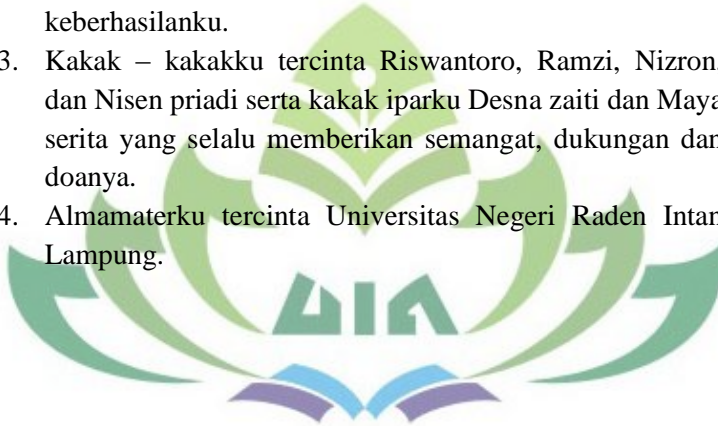 keberhasilanku.
3. Kakak – kakakku tercinta Riswantoro, Ramzi, Nizron,
dan Nisen priadi serta kakak iparku Desna zaiti dan Maya
serita yang selalu memberikan semangat, dukungan dan
doanya.
4. Almamaterku tercinta Universitas Negeri Raden Intan
Lampung.
UIN